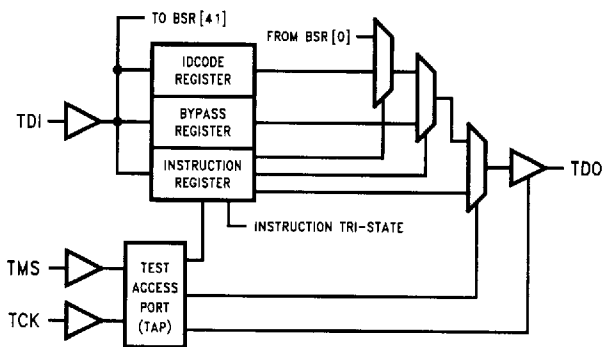 TO BSR[41]
FROM BSR[0]
IDCODE
REGISTER
TDI
BYPASS
REGISTER
INSTRUCTION
REGISTER
TDO
INSTRUCTION TRI-STATE
TMS
TEST
ACCESS
PORT
(TAP)
TCK